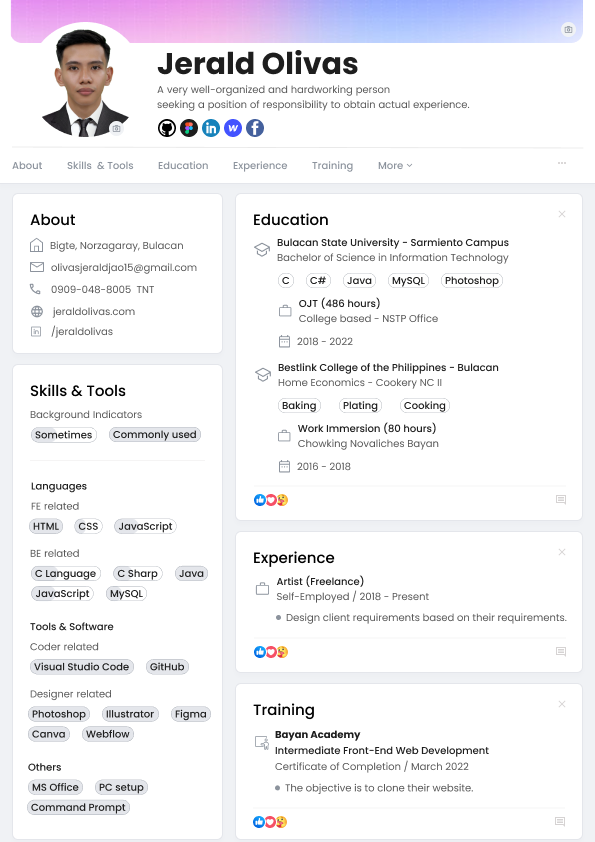 Jerald Olivas
A very well-organized and hardworking person
seeking a position of responsibility to obtain actual experience.
in w f
About Skills & Tools Education Experience Training More
About
Bigte, Norzagaray, Bulacan
olivasjeraldjao15@gmail.com
0909-048-8005 TNT
jeraldolivas.com
in /jeraldolivas
Skills & Tools
Background Indicators
Sometimes Commonly used
Languages
FE related
HTML CSS JavaScript
BE related
C Language C Sharp Java
JavaScript MySQL
Tools & Software
Coder related
Visual Studio Code GitHub
Designer related
Photoshop Illustrator Figma
Canva Webflow
Others
MS Office PC setup
Command Prompt
Education
Bulacan State University - Sarmiento Campus
Bachelor of Science in Information Technology
C C# Java MySQL Photoshop
OJT (486 hours)
College based - NSTP Office
2018 - 2022
Bestlink College of the Philippines - Bulacan
Home Economics - Cookery NC II
Baking Plating Cooking
Work Immersion (80 hours)
Chowking Novaliches Bayan
2016 - 2018
Experience
Artist (Freelance)
Self-Employed / 2018 - Present
Design client requirements based on their requirements.
Training
Bayan Academy
Intermediate Front-End Web Development
Certificate of Completion / March 2022
The objective is to clone their website.